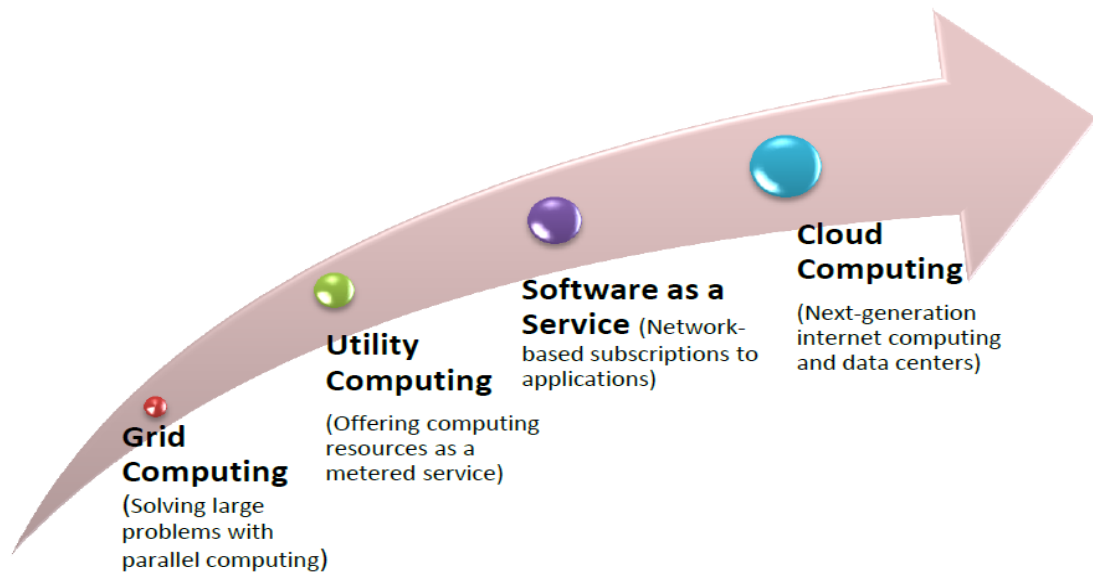 Grid
Computing
(Solving large
problems with
parallel computing)
Utility
Computing
(Offering computing
resources as a
metered service)
Software as a
Service (Network-
based subscriptions to
applications)
Cloud
Computing
(Next-generation
internet computing
and data centers)